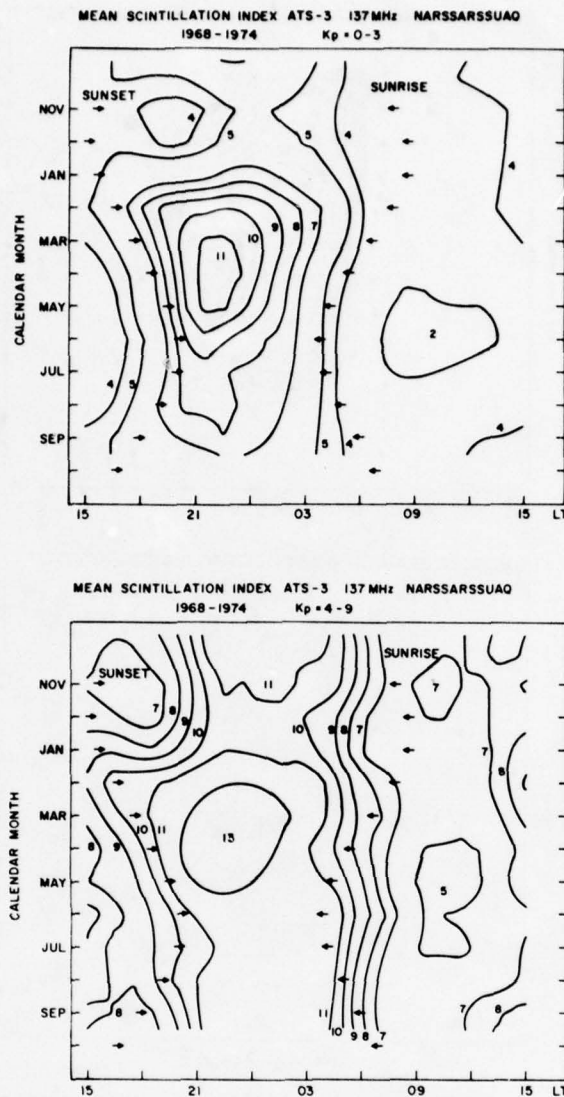 MEAN SCINTILLATION INDEX ATS-3 137 MHz NARSSARSSUAQ
1968-1974 Kp = 0-3
SUNSET
SUNRISE
NOV
JAN
MAR
MAY
JUL
SEP
CALENDAR MONTH
4
5
5
4
4
11
10
9
8
7
2
4
5
5
4
4
15
21
03
09
15
LT
MEAN SCINTILLATION INDEX ATS-3 137 MHz NARSSARSSUAQ
1968-1974 Kp = 4-9
SUNSET
SUNRISE
NOV
JAN
MAR
MAY
JUL
SEP
CALENDAR MONTH
11
7
7
8
9
10
10
9
8
7
7
8
10
11
9
8
13
5
8
11
10
9
8
7
7
8
15
21
03
09
15
LT